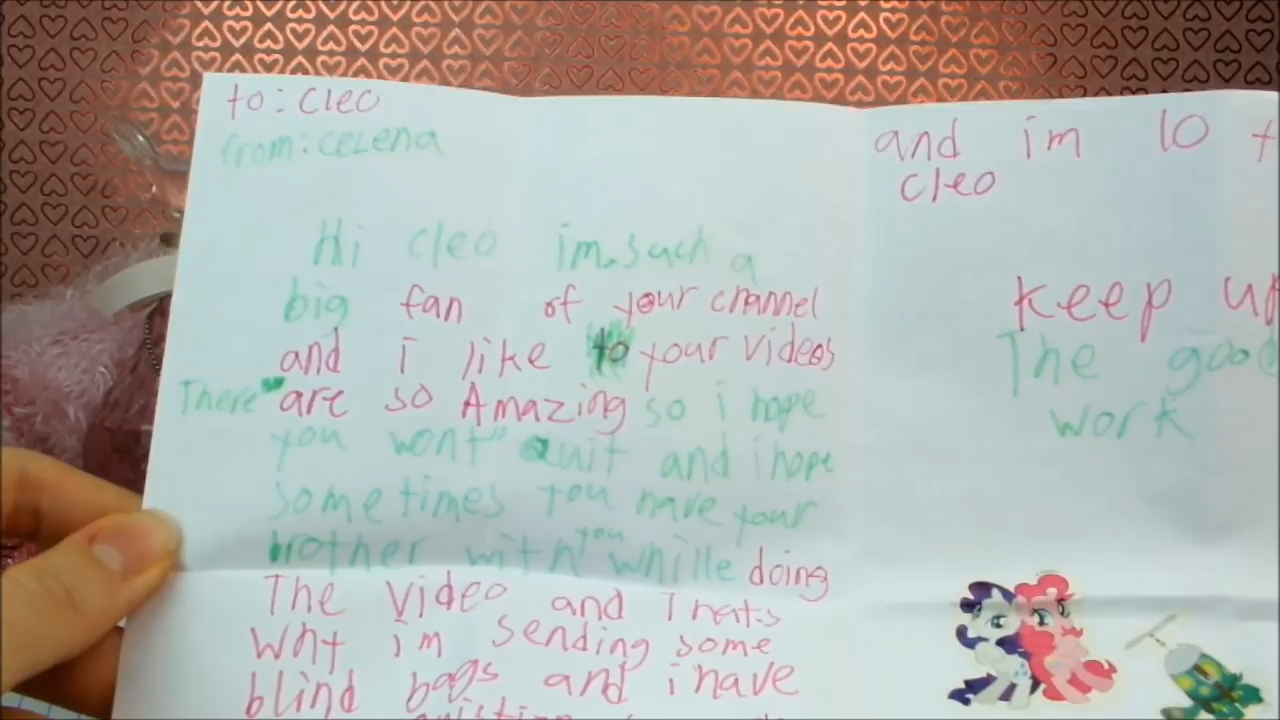 to: cleo
from: celena
Hi cleo im such a
big fan of your channel
and i like to your videos
There are so Amazing so i hope
you wont" quit and i hope
sometimes you have your
brother with you whille doing
The video and Thats
why im sending some
blind bags and i have
and im 10
cleo
keep up
The good
work